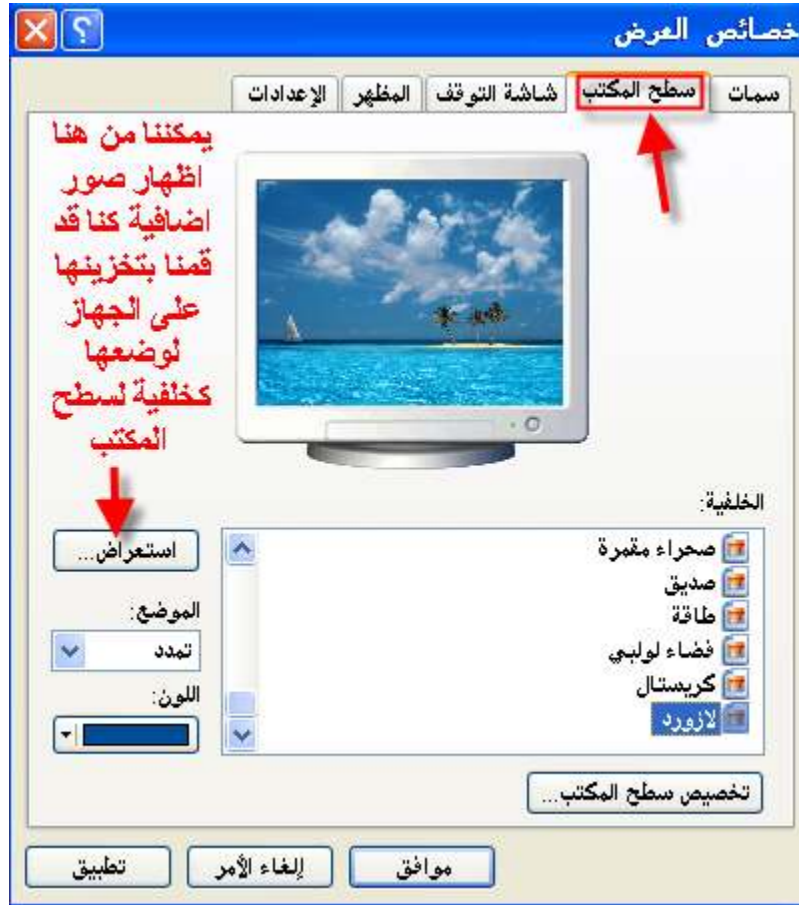 خصائص العرض
سمات
سطح المكتب
شاشة التوقف
المظهر
الإعدادات
يمكننا من هنا
اظهار صور
اضافية كنا قد
قمنا بتخزينها
على الجهاز
لوضعها
كخلفية لسطح
المكتب
الخلفية:
صحراء مقمرة
صديق
طاقة
فضاء لولبي
كريستال
لازورد
استعراض...
الموضع:
تمدد
اللون:
تخصيص سطح المكتب...
موافق
إلغاء الأمر
تطبيق